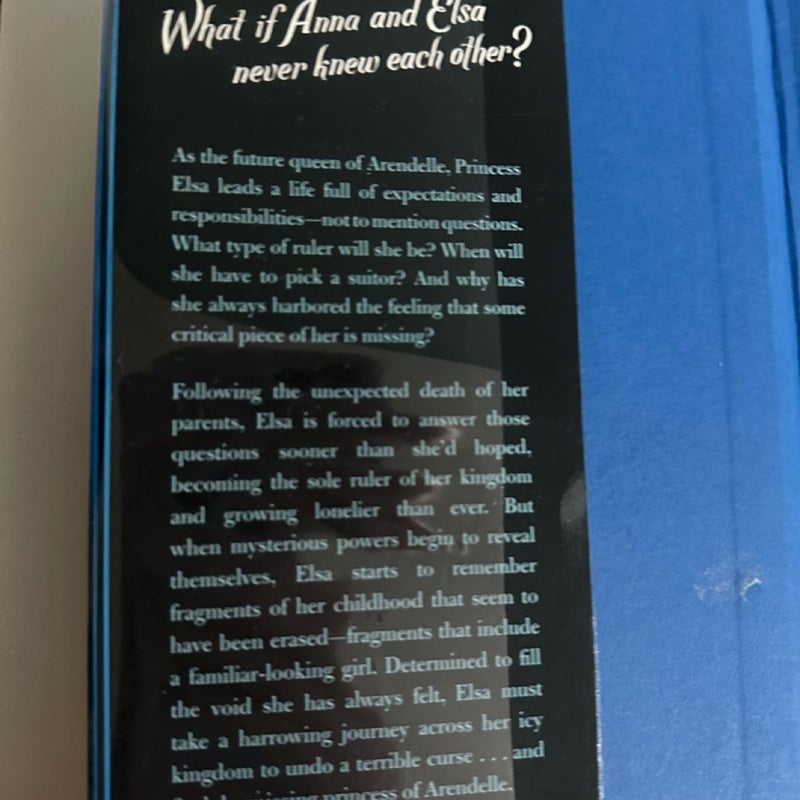 What if Anna and Elsa
never knew each other?
As the future queen of Arendelle, Princess
Elsa leads a life full of expectations and
responsibilities—not to mention questions.
What type of ruler will she be? When will
she have to pick a suitor? And why has
she always harbored the feeling that some
critical piece of her is missing?
Following the unexpected death of her
parents, Elsa is forced to answer those
questions sooner than she'd hoped,
becoming the sole ruler of her kingdom
and growing lonelier than ever. But
when mysterious powers begin to reveal
themselves, Elsa starts to remember
fragments of her childhood that seem to
have been erased—fragments that include
a familiar-looking girl. Determined to fill
the void she has always felt, Elsa must
take a harrowing journey across her icy
kingdom to undo a terrible curse . . . and
princess of Arendelle.